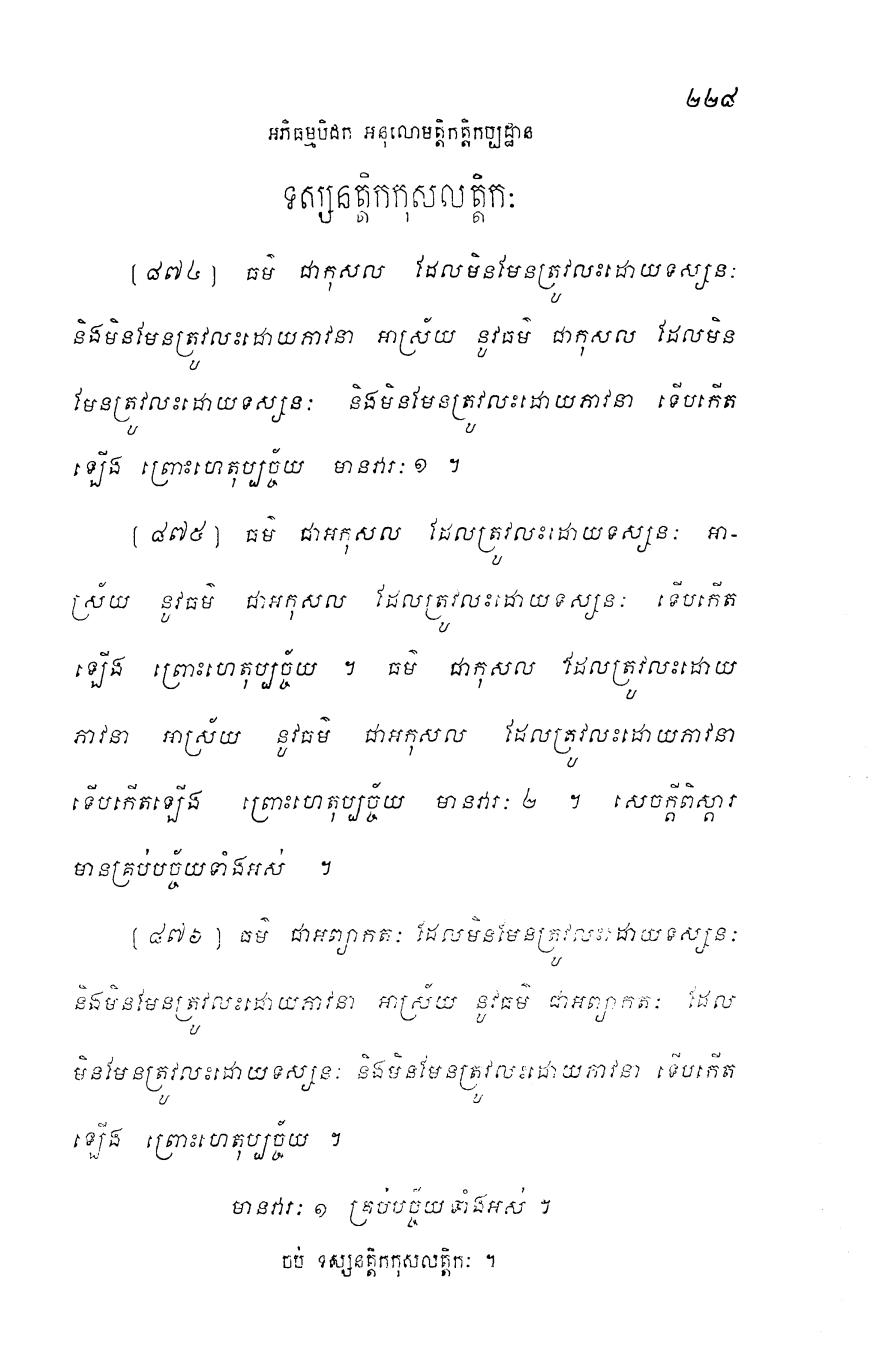 ២២៩
អភិធម្មបិដក អនុលោមត្តិកត្តិកប្បដ្ឋាន
ទស្សនត្តិកកុសលត្តិកៈ
[៨៧៤] ធម៌ ជាកុសល ដែលមិនមែនត្រូវលះដោយទស្សនៈ
និងមិនមែនត្រូវលះដោយភាវនា អាស្រ័យ នូវធម៌ ជាកុសល ដែលមិន
មែនត្រូវលះដោយទស្សនៈ និងមិនមែនត្រូវលះដោយភាវនា ទើបកើត
ឡើង ព្រោះហេតុប្បច្ច័យ មានវារៈ ១ ។
[៨៧៥] ធម៌ ជាអកុសល ដែលត្រូវលះដោយទស្សនៈ អា-
ស្រ័យ នូវធម៌ ជាអកុសល ដែលត្រូវលះដោយទស្សនៈ ទើបកើត
ឡើង ព្រោះហេតុប្បច្ច័យ ។ ធម៌ ជាកុសល ដែលត្រូវលះដោយ
ភាវនា អាស្រ័យ នូវធម៌ ជាអកុសល ដែលត្រូវលះដោយភាវនា
ទើបកើតឡើង ព្រោះហេតុប្បច្ច័យ មានវារៈ ២ ។ សេចក្តីពិស្តារ
មានគ្រប់បច្ច័យទាំងអស់ ។
[៨៧៦] ធម៌ ជាអព្យាកតៈ ដែលមិនមែនត្រូវលះដោយទស្សនៈ
និងមិនមែនត្រូវលះដោយភាវនា អាស្រ័យ នូវធម៌ ជាអព្យាកតៈ ដែល
មិនមែនត្រូវលះដោយទស្សនៈ និងមិនមែនត្រូវលះដោយភាវនា ទើបកើត
ឡើង ព្រោះហេតុប្បច្ច័យ ។
មានវារៈ ១ គ្រប់បច្ច័យទាំងអស់ ។
ចប់ ទស្សនត្តិកកុសលត្តិកៈ ។